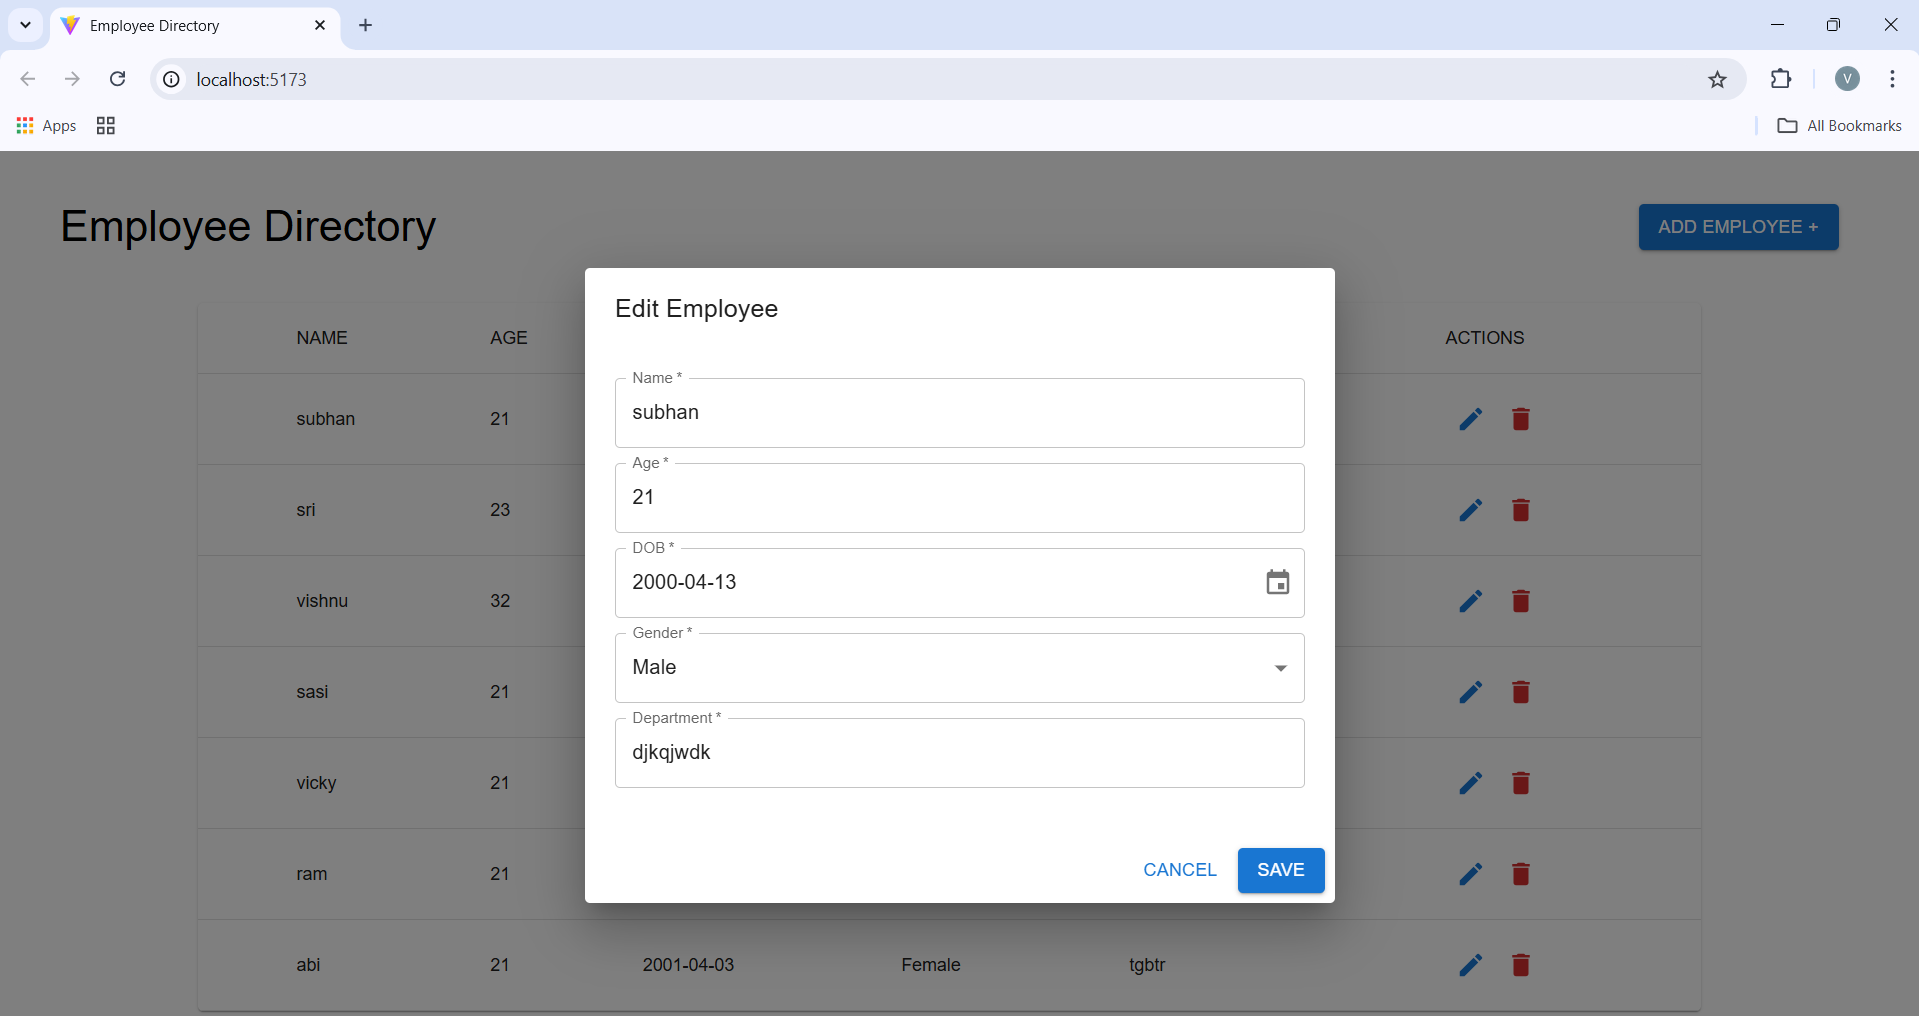 Employee Directory
localhost:5173
V
Apps
All Bookmarks
Employee Directory
ADD EMPLOYEE +
NAME AGE ACTIONS
subhan 21
sri 23
vishnu 32
sasi 21
vicky 21
ram 21
abi 21 2001-04-03 Female tgbtr
Edit Employee
Name *
subhan
Age *
21
DOB *
2000-04-13
Gender *
Male
Department *
djkqjwdk
CANCEL SAVE